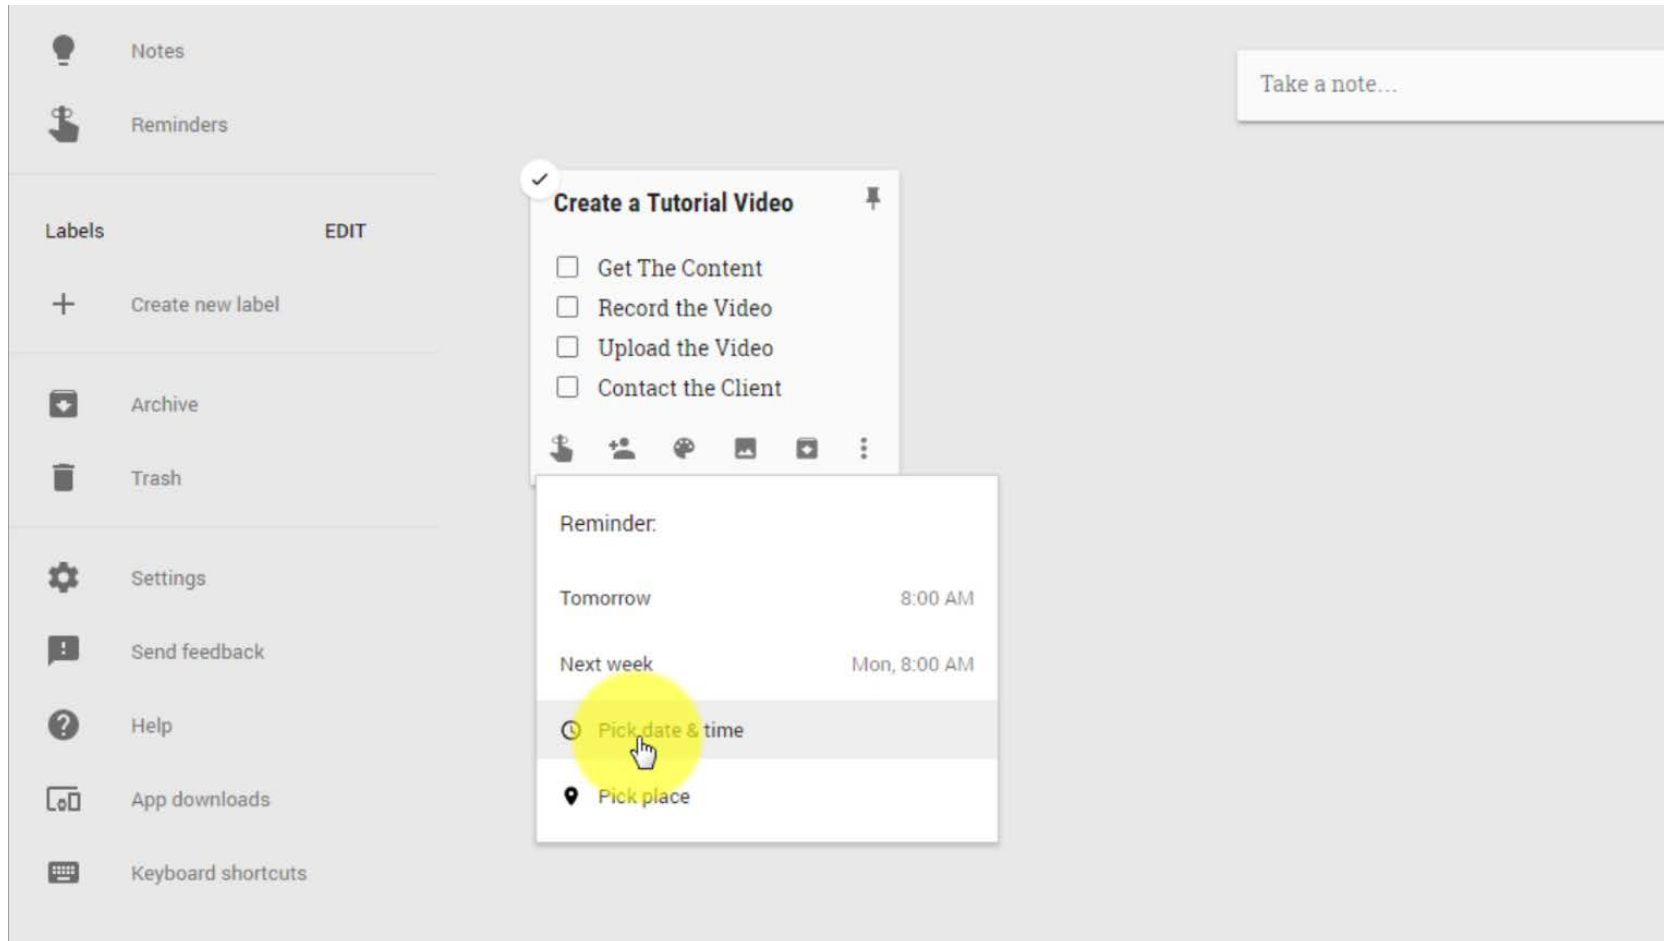 Notes
Reminders
Labels EDIT
Create new label
Archive
Trash
Settings
Send feedback
Help
App downloads
Keyboard shortcuts
Take a note...
Create a Tutorial Video
Get The Content
Record the Video
Upload the Video
Contact the Client
Reminder:
Tomorrow 8:00 AM
Next week Mon, 8:00 AM
Pick date & time
Pick place